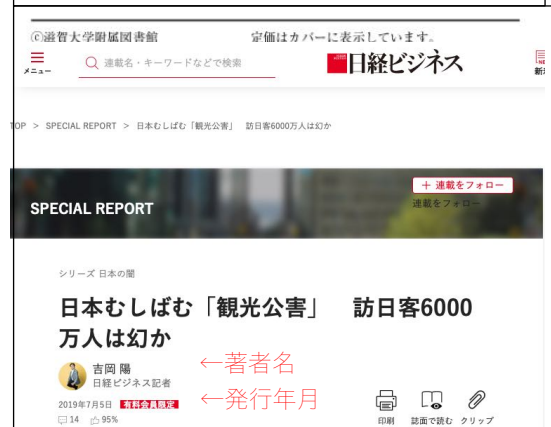 ©滋賀大学附属図書館 定価はカバーに表示しています。
メニュー
連載名・キーワードなどで検索
日経ビジネス
TOP > SPECIAL REPORT > 日本むしばむ「観光公害」 訪日客6000万人は幻か
+ 連載をフォロー
連載をフォロー
SPECIAL REPORT
シリーズ 日本の闇
日本むしばむ「観光公害」 訪日客6000
万人は幻か
吉岡 陽 ←著者名
日経ビジネス記者
2019年7月5日 有料会員限定 ←発行年月
14 95%
印刷 誌面で読む クリップ